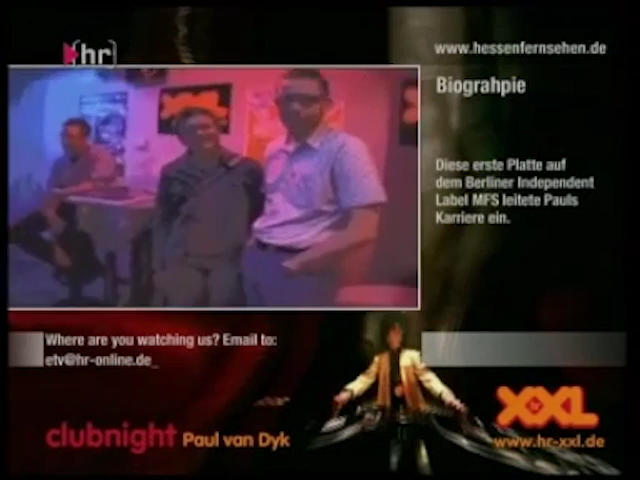 hr
www.hessenfernsehen.de
Biograhpie
XXL
Diese erste Platte auf
dem Berliner Independent
Label MFS leitete Pauls
Karriere ein.
Where are you watching us? Email to:
etv@hr-online.de_
clubnight Paul van Dyk
XXL
hr
www.hr-xxl.de